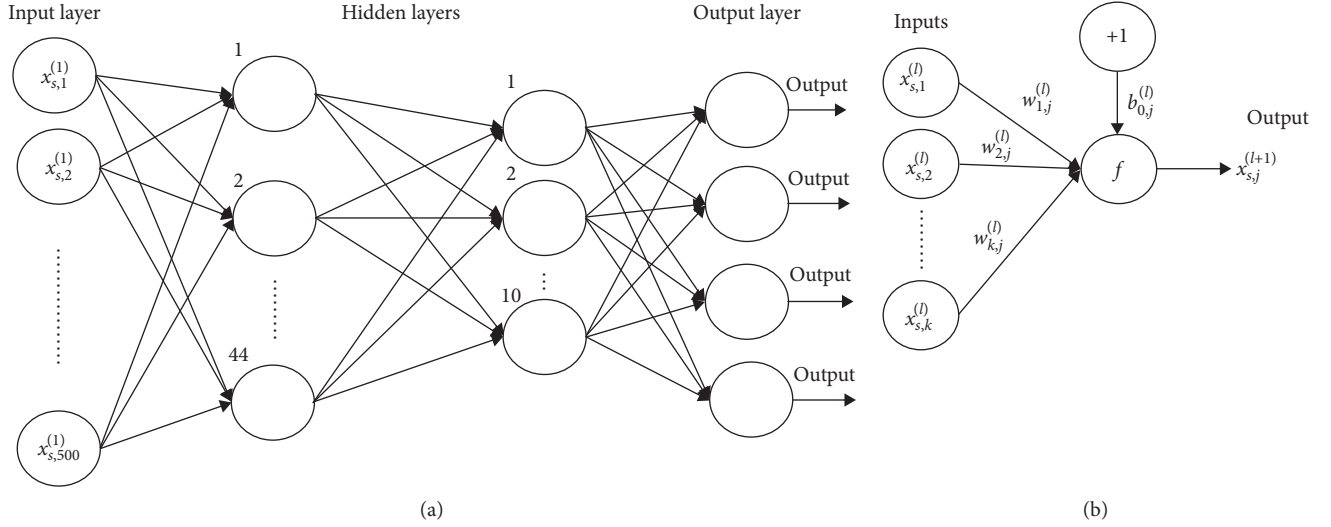 Input layer
Hidden layers
Output layer
x_{s,1}^{(1)}
x_{s,2}^{(1)}
x_{s,500}^{(1)}
1
2
44
1
2
10
Output
Output
Output
Output
(a)
Inputs
x_{s,1}^{(l)}
x_{s,2}^{(l)}
x_{s,k}^{(l)}
w_{1,j}^{(l)}
w_{2,j}^{(l)}
w_{k,j}^{(l)}
+1
b_{0,j}^{(l)}
f
Output
x_{s,j}^{(l+1)}
(b)